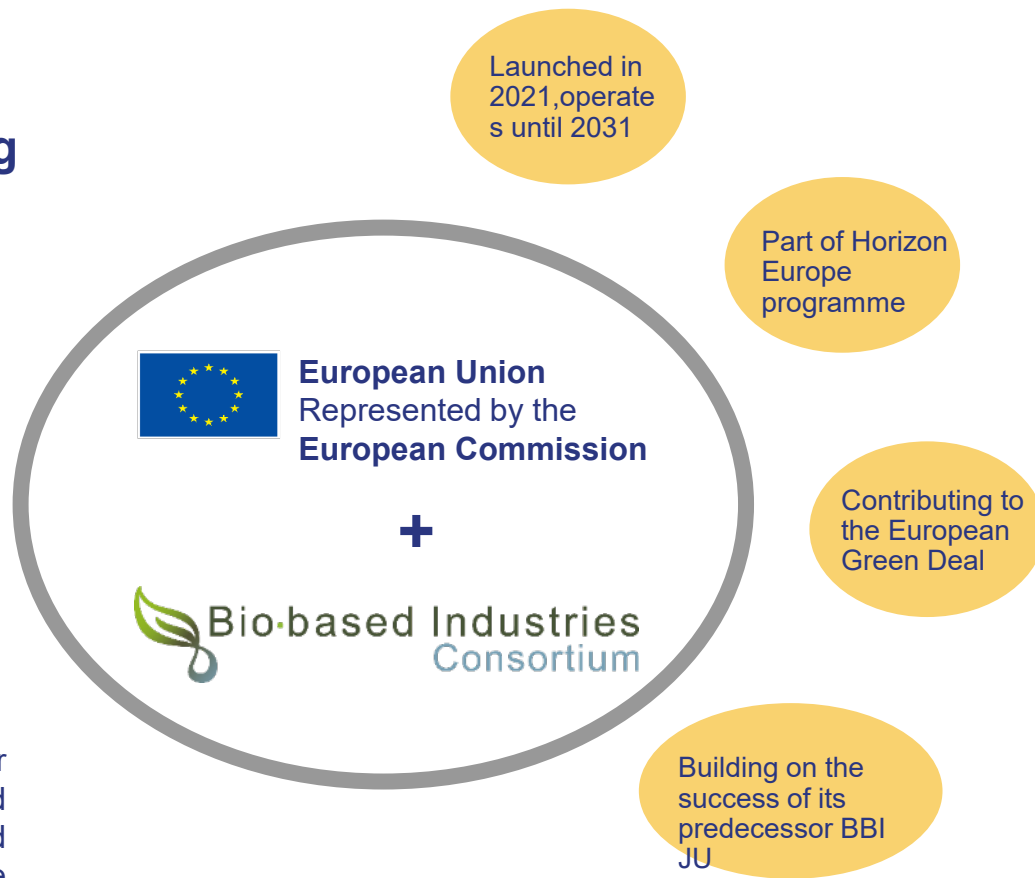 Launched in
2021,operate
s until 2031
g
Part of Horizon
Europe
programme
European Union
Represented by the
European Commission
+
Contributing to
the European
Green Deal
Bio-based Industries
Consortium
Building on the
success of its
predecessor BBI
JU
r
d
d
e